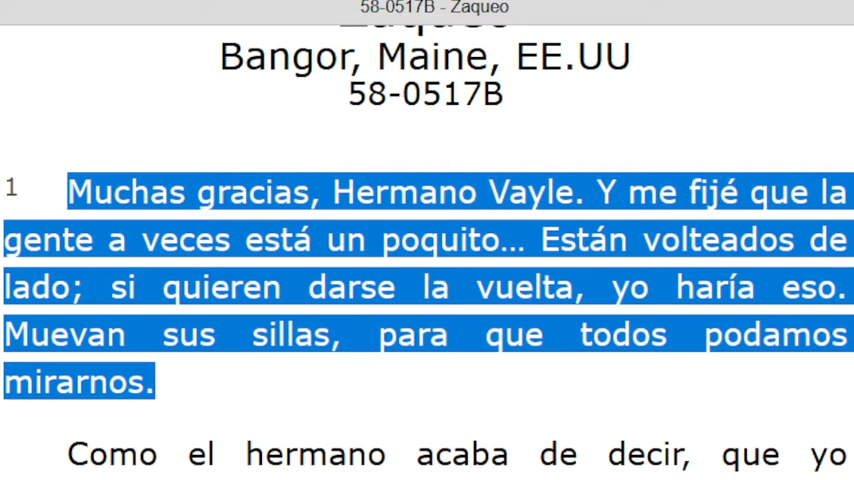 58-0517B - Zaqueo
Zaqueo
Bangor, Maine, EE.UU
58-0517B
1 Muchas gracias, Hermano Vayle. Y me fijé que la
gente a veces está un poquito... Están volteados de
lado; si quieren darse la vuelta, yo haría eso.
Muevan sus sillas, para que todos podamos
mirarnos.
Como el hermano acaba de decir, que yo